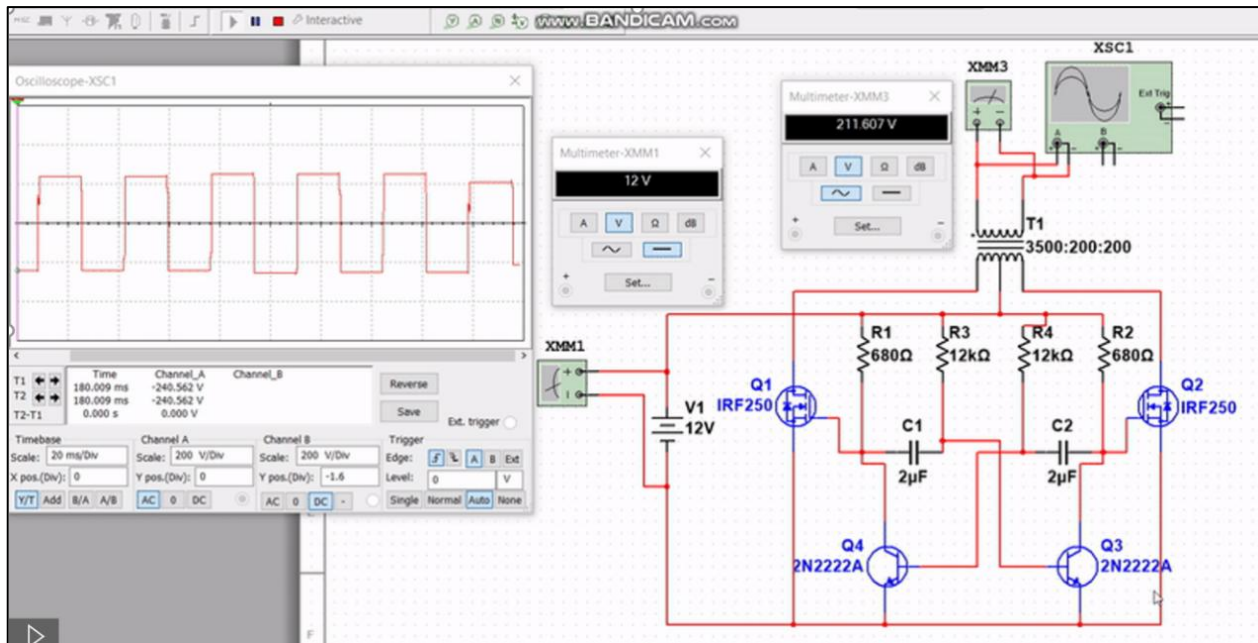 MISC
Interactive
V
A
WWW.BANDICAM.COM
Oscilloscope-XSC1
XSC1
XMM3
Ext Trig
A
B
Multimeter-XMM3
211.607 V
A V Ω dB
Set...
Multimeter-XMM1
12 V
A V Ω dB
Set...
T1
3500:200:200
XMM1
R1
680Ω
R3
12kΩ
R4
12kΩ
R2
680Ω
Q1
IRF250
Q2
IRF250
V1
12V
C1
2µF
C2
2µF
Q4
2N2222A
Q3
2N2222A
Time Channel_A Channel_B
T1 180.009 ms -240.562 V
T2 180.009 ms -240.562 V
T2-T1 0.000 s 0.000 V
Reverse
Save
Ext. trigger
Timebase
Scale: 20 ms/Div
X pos.(Div): 0
Y/T Add B/A A/B
Channel A
Scale: 200 V/Div
Y pos.(Div): 0
AC 0 DC
Channel B
Scale: 200 V/Div
Y pos.(Div): -1.6
AC 0 DC -
Trigger
Edge: A B Ext
Level: 0 V
Single Normal Auto None
F